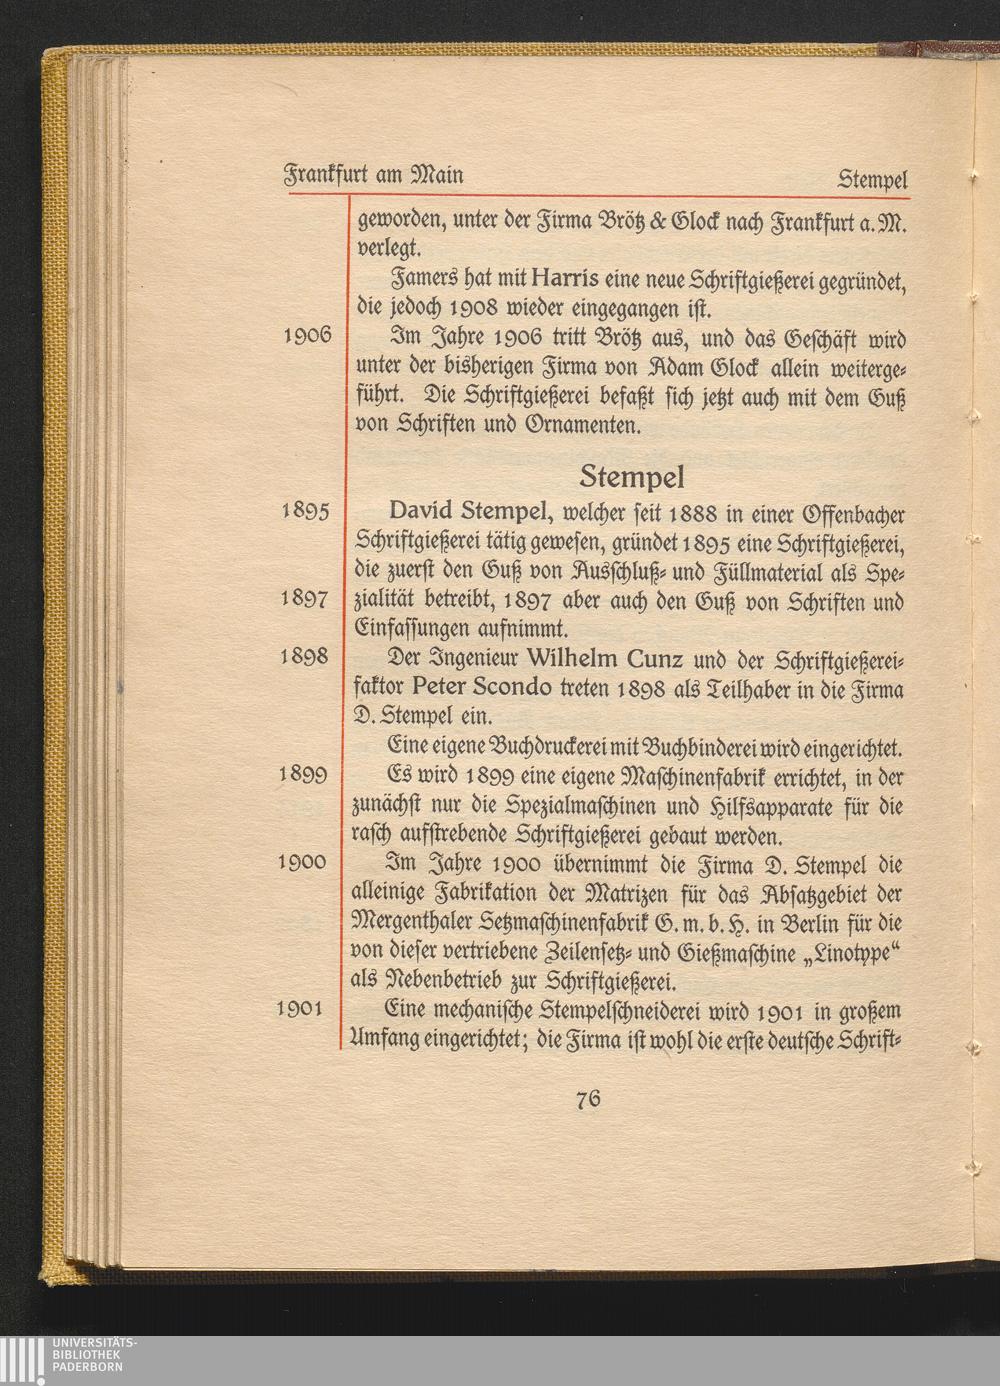 Frankfurt am Main
Stempel
geworden, unter der Firma Brötz & Glock nach Frankfurt a. M.
verlegt.
Famers hat mit Harris eine neue Schriftgießerei gegründet,
die jedoch 1908 wieder eingegangen ist.
1906
Im Jahre 1906 tritt Brötz aus, und das Geschäft wird
unter der bisherigen Firma von Adam Glock allein weiterge-
führt. Die Schriftgießerei befaßt sich jetzt auch mit dem Guß
von Schriften und Ornamenten.
Stempel
1895
David Stempel, welcher seit 1888 in einer Offenbacher
Schriftgießerei tätig gewesen, gründet 1895 eine Schriftgießerei,
die zuerst den Guß von Ausschluß- und Füllmaterial als Spe-
1897
zialität betreibt, 1897 aber auch den Guß von Schriften und
Einfassungen aufnimmt.
1898
Der Ingenieur Wilhelm Cunz und der Schriftgießerei-
faktor Peter Scondo treten 1898 als Teilhaber in die Firma
D. Stempel ein.
Eine eigene Buchdruckerei mit Buchbinderei wird eingerichtet.
1899
Es wird 1899 eine eigene Maschinenfabrik errichtet, in der
zunächst nur die Spezialmaschinen und Hilfsapparate für die
rasch aufstrebende Schriftgießerei gebaut werden.
1900
Im Jahre 1900 übernimmt die Firma D. Stempel die
alleinige Fabrikation der Matrizen für das Absatzgebiet der
Mergenthaler Setzmaschinenfabrik G. m. b. H. in Berlin für die
von dieser vertriebene Zeilensetz- und Gießmaschine „Linotype“
als Nebenbetrieb zur Schriftgießerei.
1901
Eine mechanische Stempelschneiderei wird 1901 in großem
Umfang eingerichtet; die Firma ist wohl die erste deutsche Schrift-
76
UNIVERSITÄTS-
BIBLIOTHEK
PADERBORN